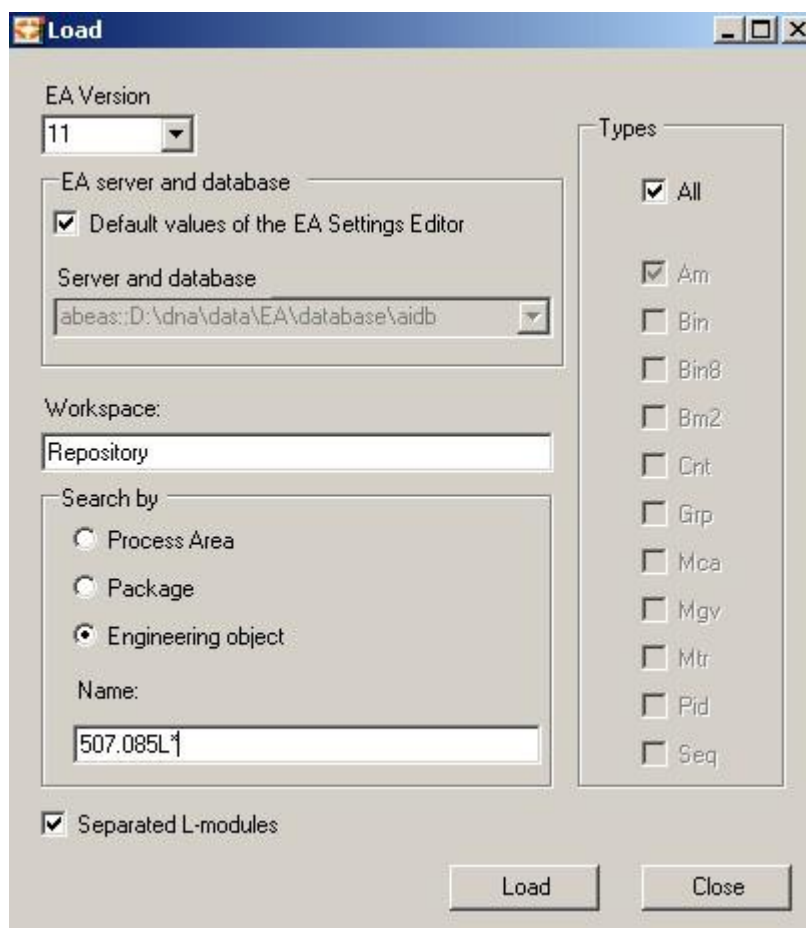 Load
EA Version
11
EA server and database
Default values of the EA Settings Editor
Server and database
abeas::D:\dna\data\EA\database\aidb
Workspace:
Repository
Search by
Process Area
Package
Engineering object
Name:
507.085L*
Separated L-modules
Types
All
Am
Bin
Bin8
Bm2
Cnt
Grp
Mca
Mgv
Mtr
Pid
Seq
Load
Close